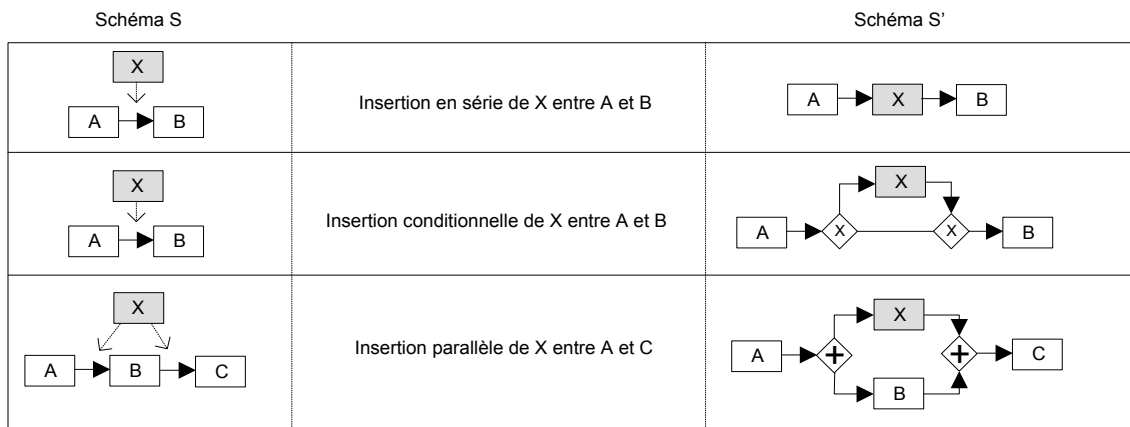 Schéma S
Schéma S’
X
A
B
Insertion en série de X entre A et B
A
X
B
X
A
B
Insertion conditionnelle de X entre A et B
X
A
X
X
B
X
A
B
C
Insertion parallèle de X entre A et C
X
A
+
+
C
B